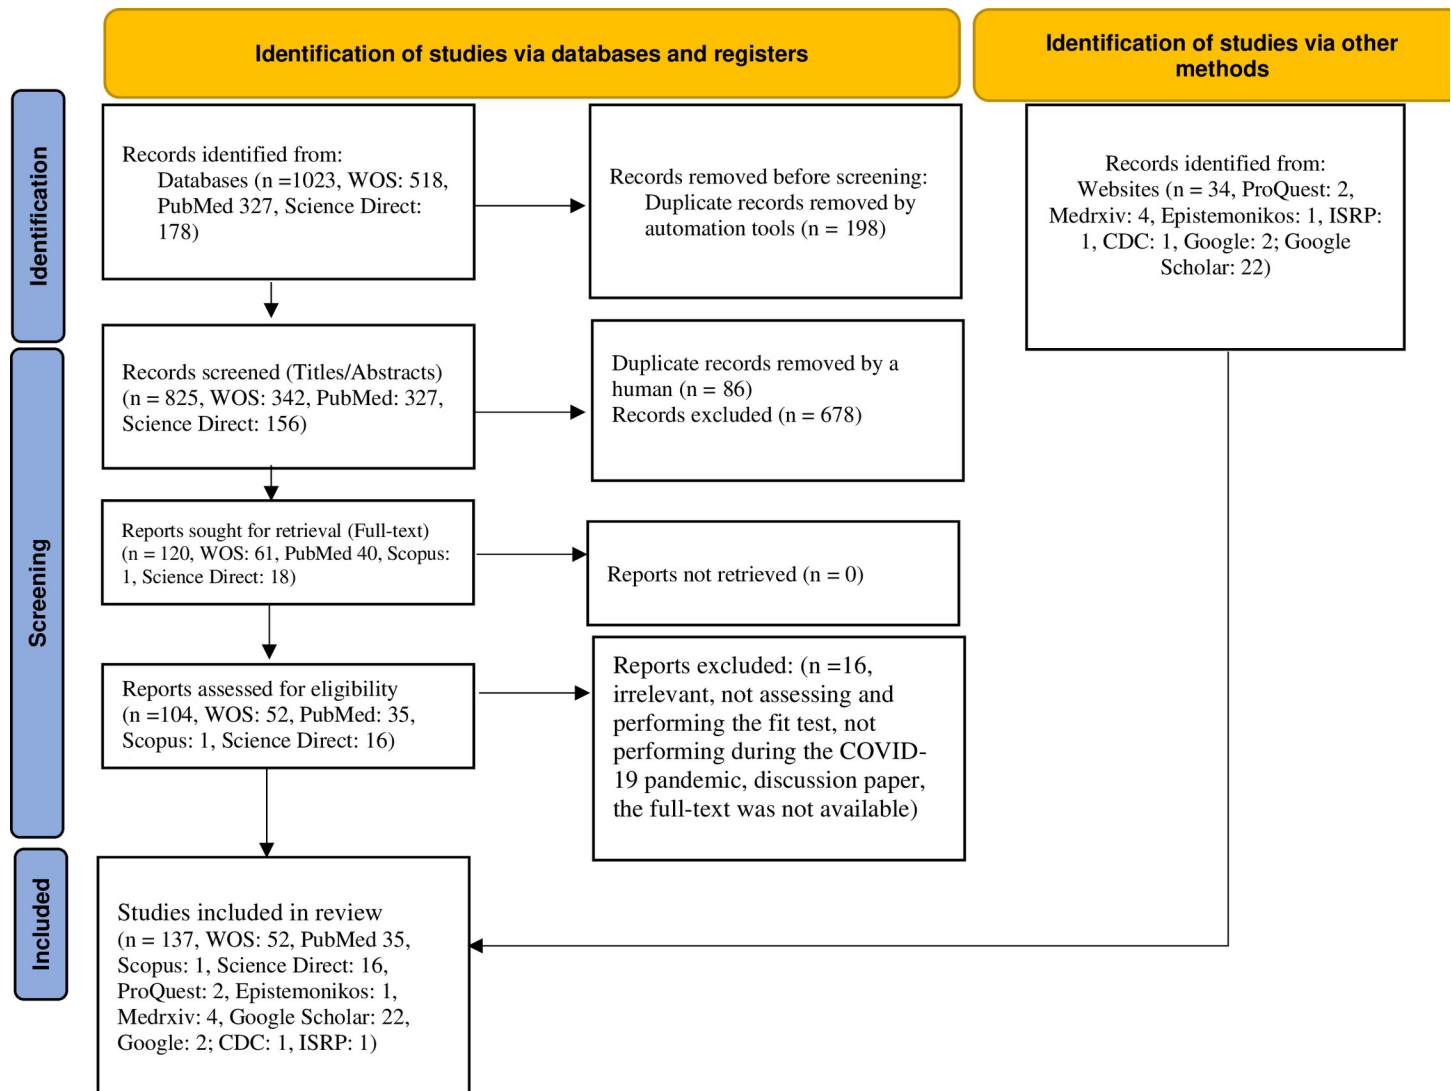 Identification of studies via databases and registers
Identification of studies via other
methods
Identification
Records identified from:
Databases (n =1023, WOS: 518,
PubMed 327, Science Direct:
178)
Records removed before screening:
Duplicate records removed by
automation tools (n = 198)
Records identified from:
Websites (n = 34, ProQuest: 2,
Medrxiv: 4, Epistemonikos: 1, ISRP:
1, CDC: 1, Google: 2; Google
Scholar: 22)
Screening
Records screened (Titles/Abstracts)
(n = 825, WOS: 342, PubMed: 327,
Science Direct: 156)
Duplicate records removed by a
human (n = 86)
Records excluded (n = 678)
Reports sought for retrieval (Full-text)
(n = 120, WOS: 61, PubMed 40, Scopus:
1, Science Direct: 18)
Reports not retrieved (n = 0)
Reports assessed for eligibility
(n =104, WOS: 52, PubMed: 35,
Scopus: 1, Science Direct: 16)
Reports excluded: (n =16,
irrelevant, not assessing and
performing the fit test, not
performing during the COVID-
19 pandemic, discussion paper,
the full-text was not available)
Included
Studies included in review
(n = 137, WOS: 52, PubMed 35,
Scopus: 1, Science Direct: 16,
ProQuest: 2, Epistemonikos: 1,
Medrxiv: 4, Google Scholar: 22,
Google: 2; CDC: 1, ISRP: 1)